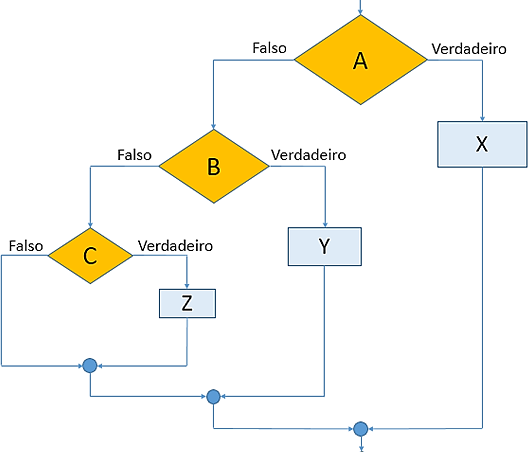 Falso
A
Verdadeiro
X
Falso
B
Verdadeiro
Y
Falso
C
Verdadeiro
Z